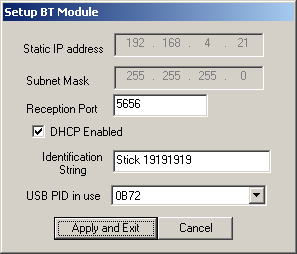 Setup BT Module
Static IP address 192 . 168 . 4 . 21
Subnet Mask 255 . 255 . 255 . 0
Reception Port 5656
DHCP Enabled
Identification String Stick 19191919
USB PID in use 0B72
Apply and Exit Cancel